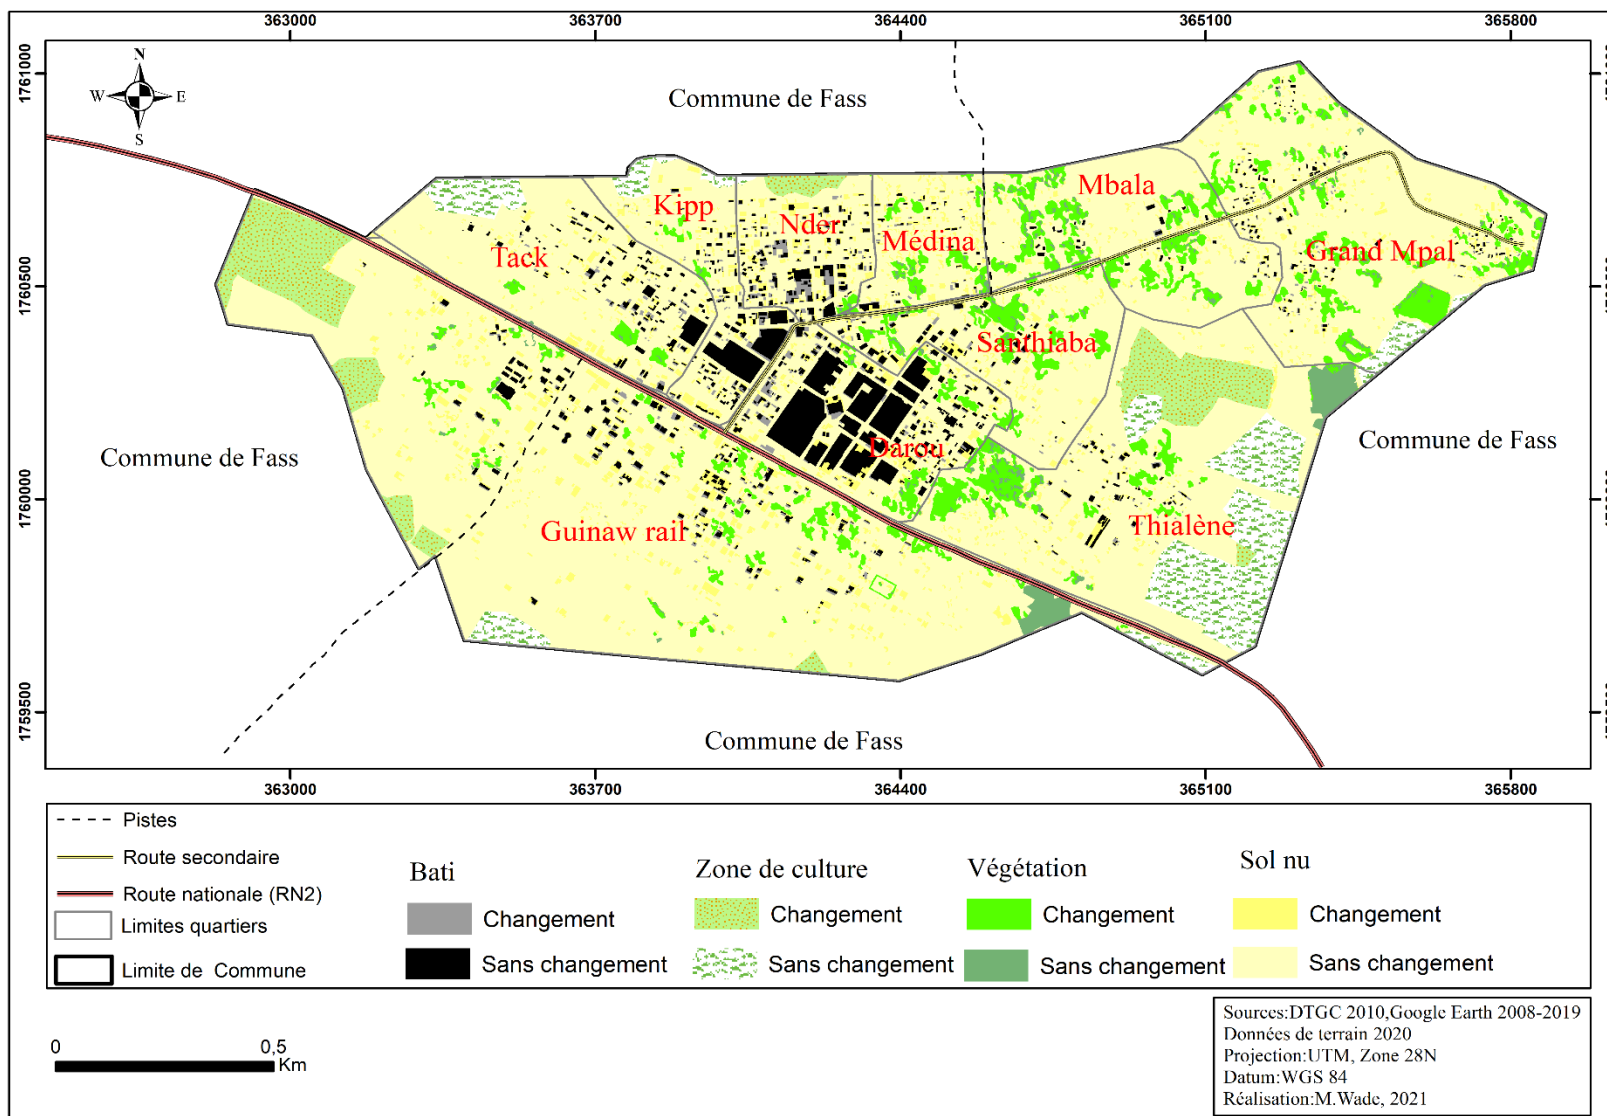 363000 363700 364400 365100 365800
1761000
N
W E
S
Commune de Fass
Mbala
Kipp
Nder
Médina
Tack
Grand Mpal
1760500
Santhiaba
Commune de Fass
Darou
Commune de Fass
1760000
Guinaw rail
Thialène
1759500
Commune de Fass
363000 363700 364400 365100 365800
Pistes
Route secondaire
Route nationale (RN2)
Limites quartiers
Limite de Commune
Bati
Changement
Sans changement
Zone de culture
Changement
Sans changement
Végétation
Changement
Sans changement
Sol nu
Changement
Sans changement
0 0,5
Km
Sources:DTGC 2010,Google Earth 2008-2019
Données de terrain 2020
Projection:UTM, Zone 28N
Datum:WGS 84
Réalisation:M.Wade, 2021